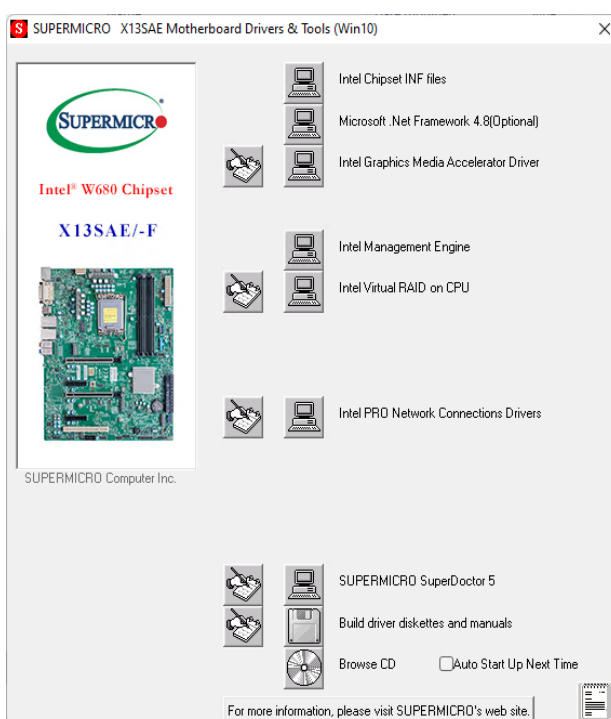 S SUPERMICRO X13SAE Motherboard Drivers & Tools (Win10)
SUPERMICR
Intel® W680 Chipset
X13SAE/-F
SUPERMICRO Computer Inc.
Intel Chipset INF files
Microsoft .Net Framework 4.8(Optional)
Intel Graphics Media Accelerator Driver
Intel Management Engine
Intel Virtual RAID on CPU
Intel PRO Network Connections Drivers
SUPERMICRO SuperDoctor 5
Build driver diskettes and manuals
Browse CD Auto Start Up Next Time
For more information, please visit SUPERMICRO's web site.